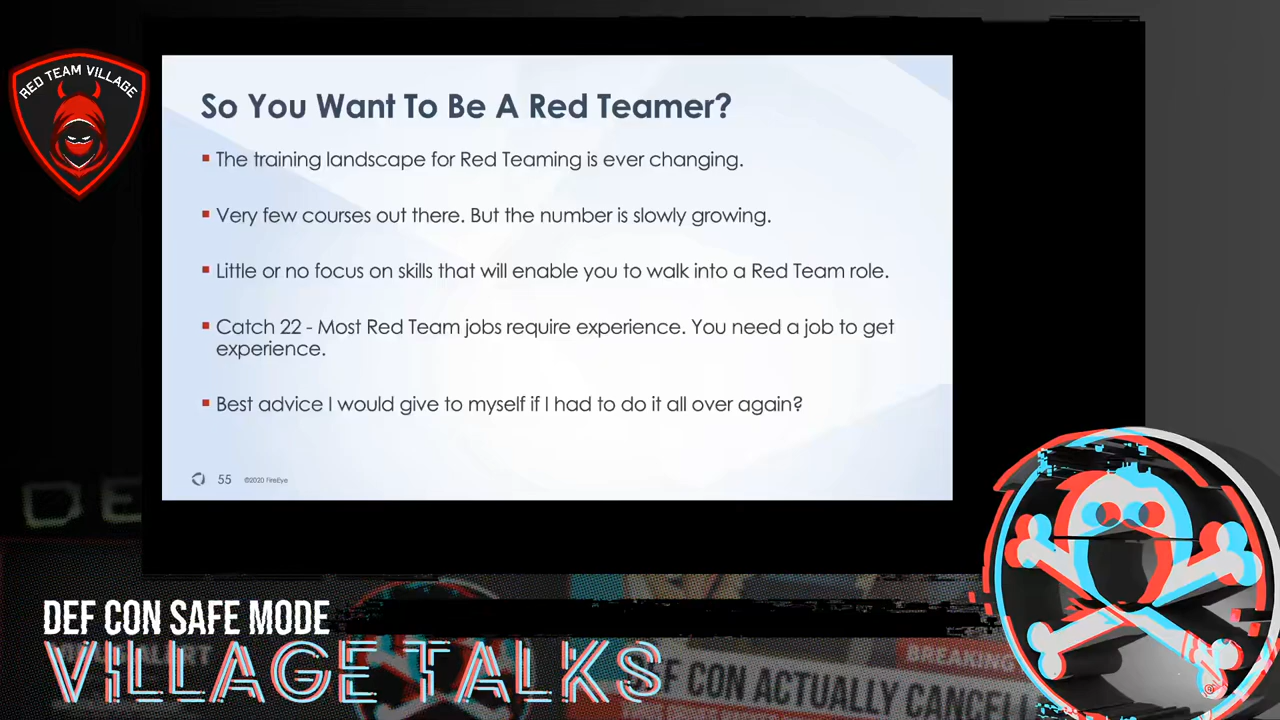 RED TEAM VILLAGE
So You Want To Be A Red Teamer?
▪ The training landscape for Red Teaming is ever changing.
▪ Very few courses out there. But the number is slowly growing.
▪ Little or no focus on skills that will enable you to walk into a Red Team role.
▪ Catch 22 - Most Red Team jobs require experience. You need a job to get
experience.
▪ Best advice I would give to myself if I had to do it all over again?
55 ©2020 FireEye
DEF CON SAFE MODE
VILLAGE TALKS
DEF CON ACTUALLY